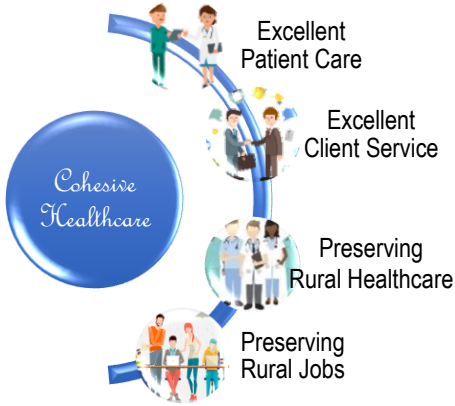 Excellent
Patient Care
Excellent
Client Service
Cohesive
Healthcare
Preserving
Rural Healthcare
Preserving
Rural Jobs